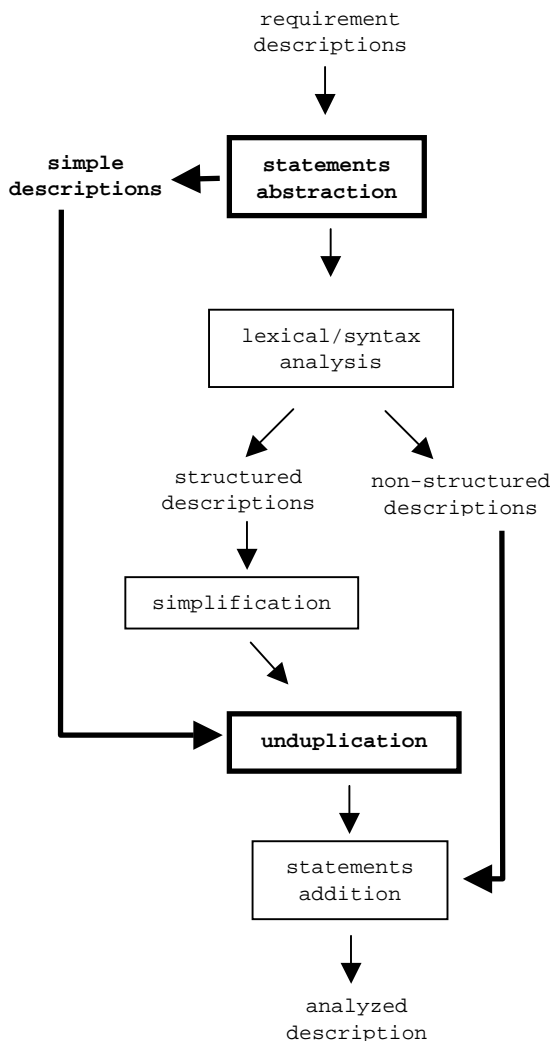 requirement
descriptions
simple
descriptions
statements
abstraction
lexical/syntax
analysis
structured
descriptions
non-structured
descriptions
simplification
unduplication
statements
addition
analyzed
description